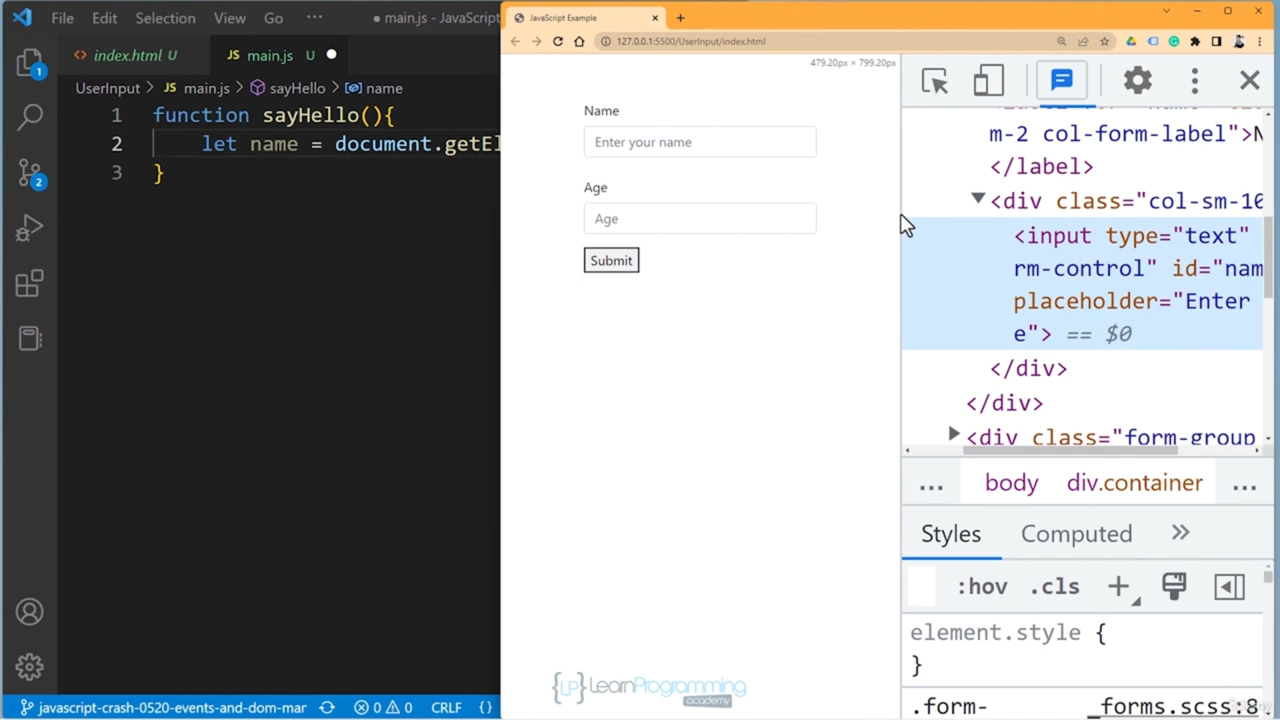 File Edit Selection View Go ··· ● main.js - JavaScript
<> index.html U JS main.js U ●
UserInput > JS main.js > sayHello > name
1 function sayHello(){
2 let name = document.getEl
3 }
1
2
javascript-crash-0520-events-and-dom-mar 0 0 CRLF {}
JavaScript Example
127.0.0.1:5500/UserInput/index.html
479.20px × 799.20px
Name
Enter your name
Age
Age
Submit
{LP} LearnProgramming
academy
m-2 col-form-label">N
</label>
<div class="col-sm-10
<input type="text"
rm-control" id="nam
placeholder="Enter
e"> == $0
</div>
</div>
<div class="form-group
... body div.container ...
Styles Computed »
:hov .cls +
element.style {
}
.form- _forms.scss:8